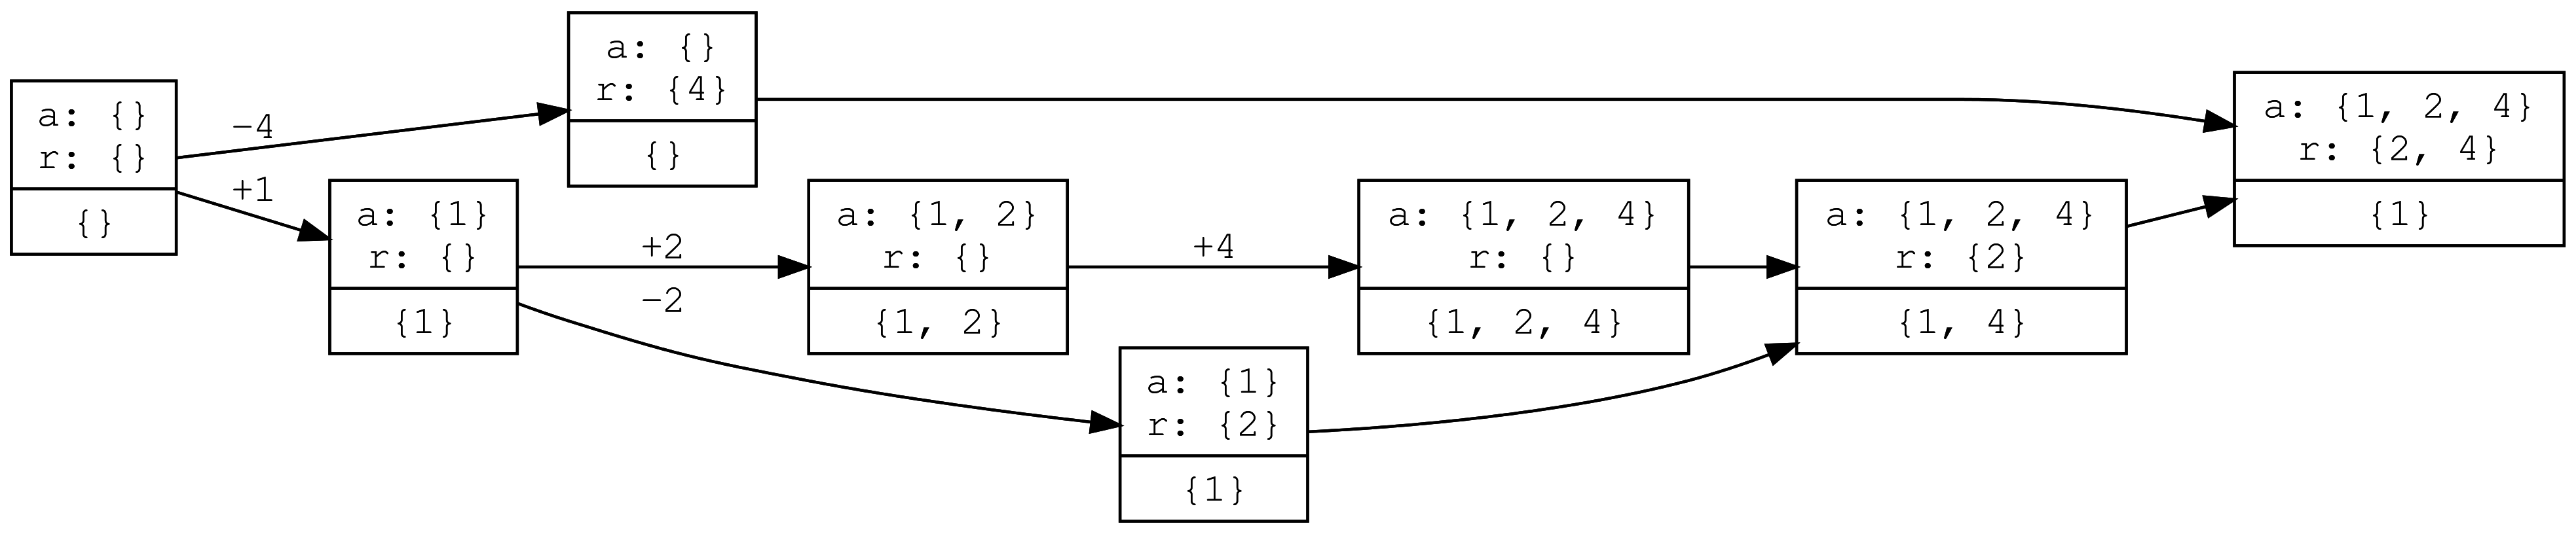 a: {}
r: {}
{}
-4
+1
a: {}
r: {4}
{}
a: {1}
r: {}
{1}
+2
-2
a: {1, 2}
r: {}
{1, 2}
+4
a: {1}
r: {2}
{1}
a: {1, 2, 4}
r: {}
{1, 2, 4}
a: {1, 2, 4}
r: {2}
{1, 4}
a: {1, 2, 4}
r: {2, 4}
{1}